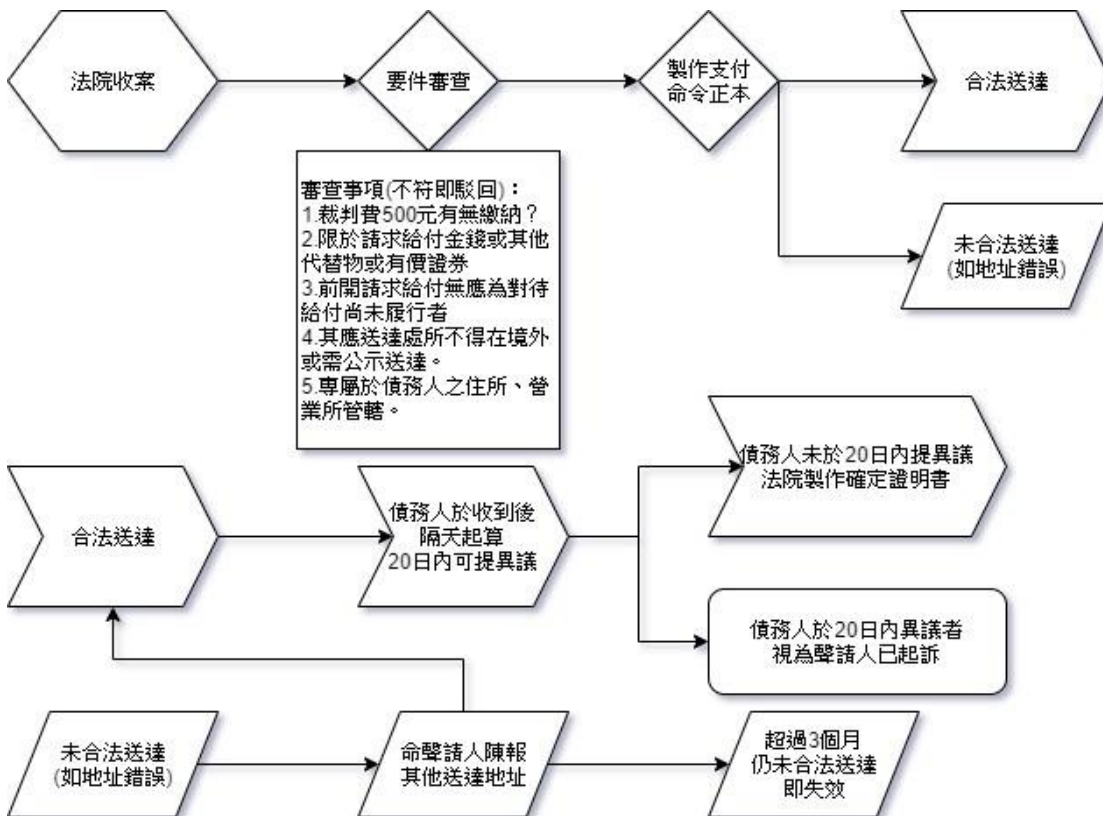 法院收案
要件審查
製作支付
命令正本
合法送達
審查事項(不符即駁回)：
1.裁判費500元有無繳納？
2.限於請求給付金錢或其他
代替物或有價證券
3.前開請求給付無應為對待
給付尚未履行者
4.其應送達處所不得在境外
或需公示送達。
5.專屬於債務人之住所、營
業所管轄。
未合法送達
(如地址錯誤)
合法送達
債務人於收到後
隔天起算
20日內可提異議
債務人未於20日內提異議
法院製作確定證明書
債務人於20日內異議者
視為聲請人已起訴
未合法送達
(如地址錯誤)
命聲請人陳報
其他送達地址
超過3個月
仍未合法送達
即失效